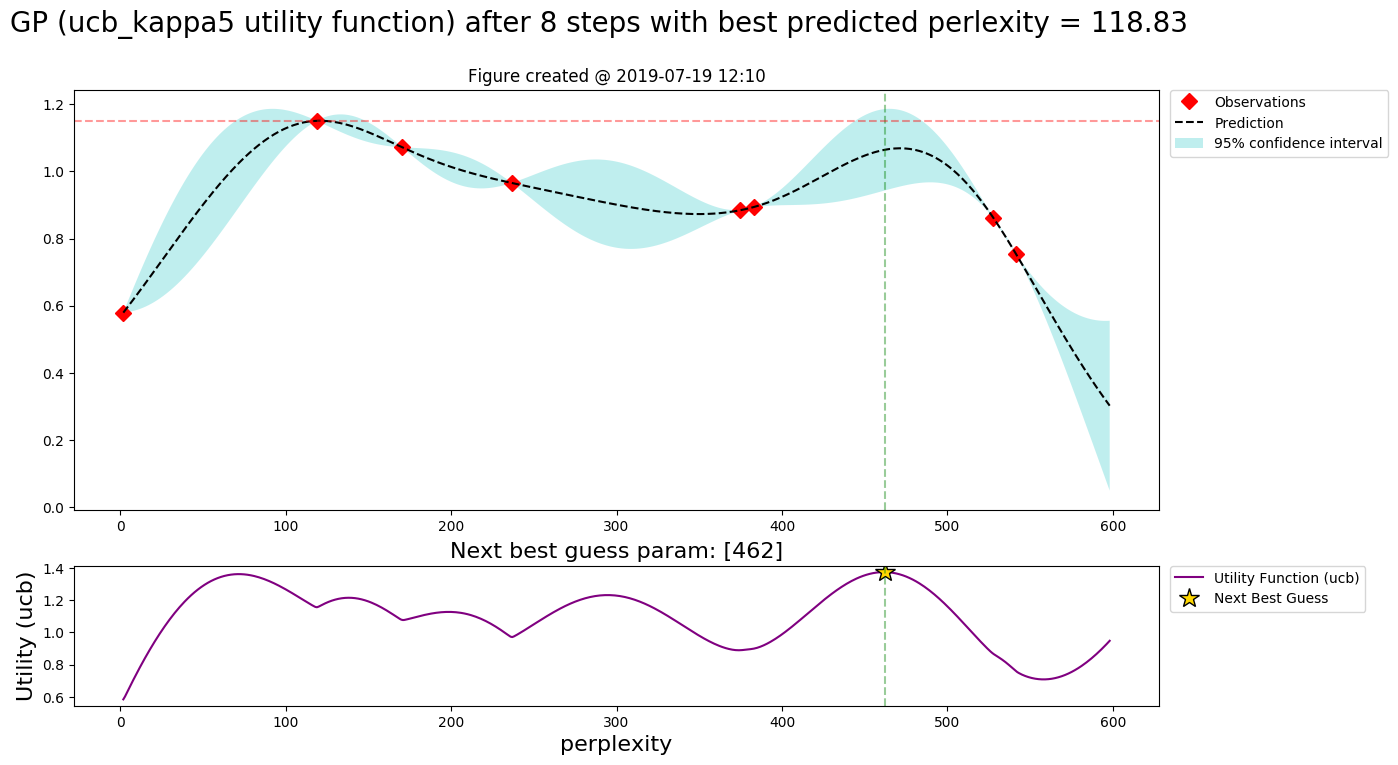 GP (ucb_kappa5 utility function) after 8 steps with best predicted perlexity = 118.83
Figure created @ 2019-07-19 12:10
1.2
1.0
0.8
0.6
0.4
0.2
0.0
0 100 200 300 400 500 600
Observations
Prediction
95% confidence interval
Next best guess param: [462]
Utility (ucb)
1.4
1.2
1.0
0.8
0.6
0 100 200 300 400 500 600
perplexity
Utility Function (ucb)
Next Best Guess